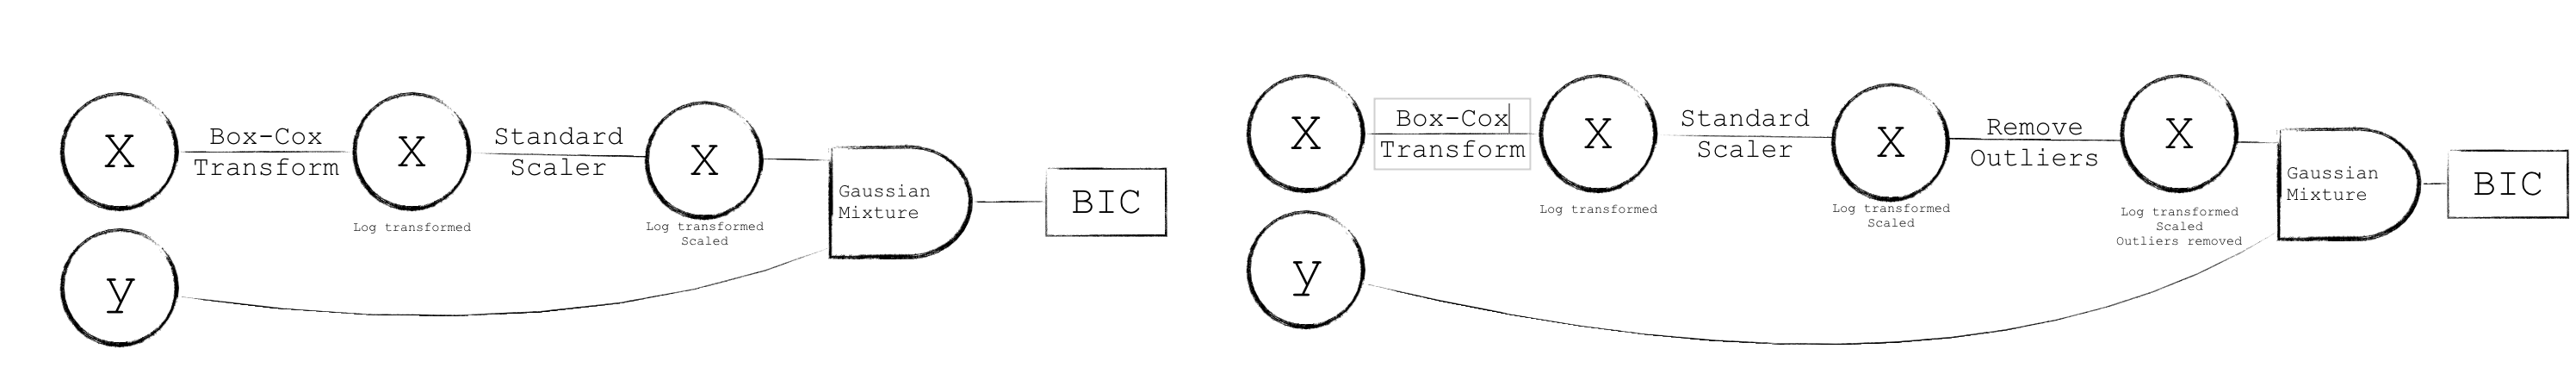 X
Box-Cox
Transform
X
Log transformed
Standard
Scaler
X
Log transformed
Scaled
y
Gaussian
Mixture
BIC
X
Box-Cox
Transform
X
Log transformed
Standard
Scaler
X
Log transformed
Scaled
Remove
Outliers
X
Log transformed
Scaled
Outliers removed
y
Gaussian
Mixture
BIC